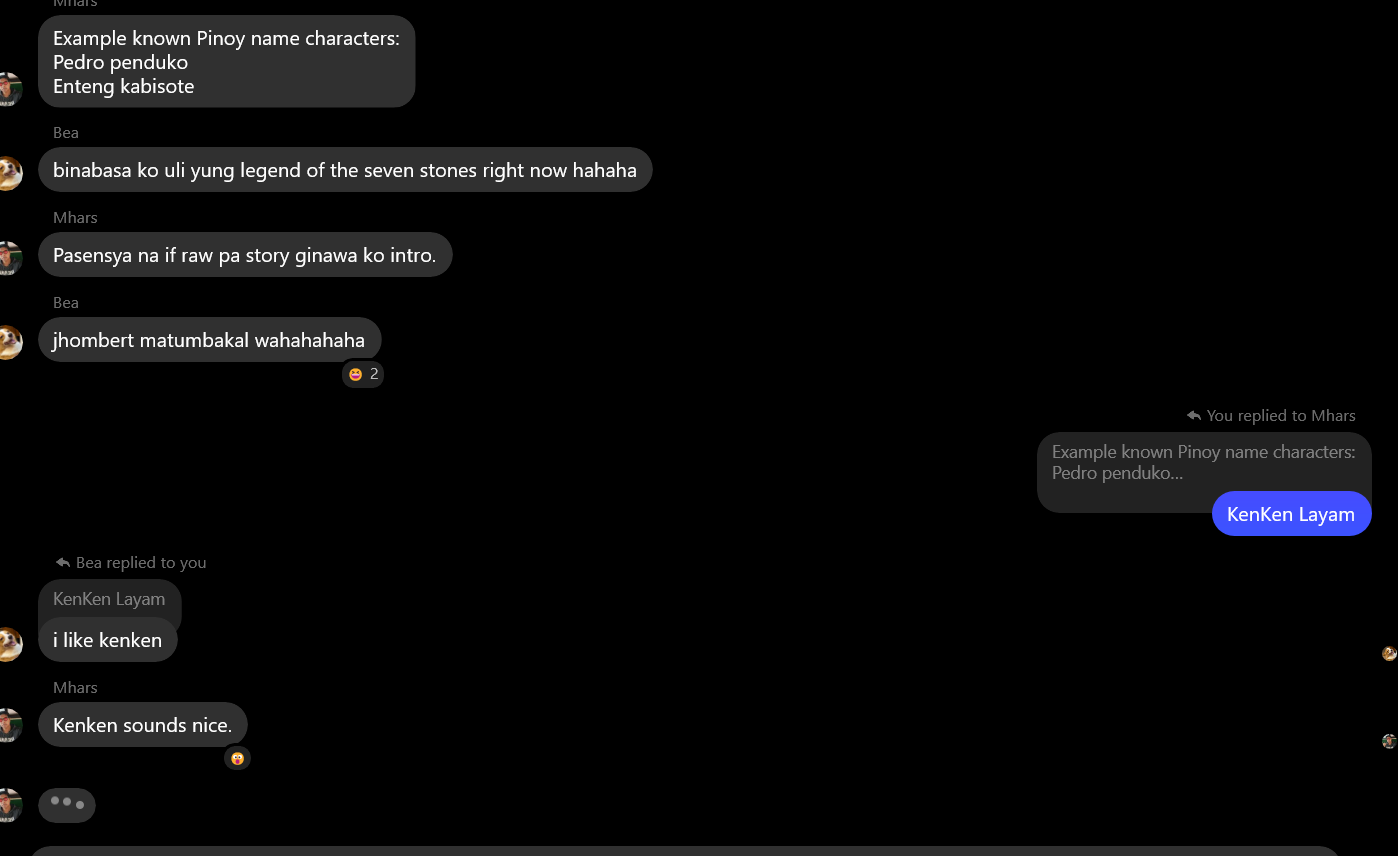 Mhars
Example known Pinoy name characters:
Pedro penduko
Enteng kabisote
Bea
binabasa ko uli yung legend of the seven stones right now hahaha
Mhars
Pasensya na if raw pa story ginawa ko intro.
Bea
jhombert matumbakal wahahahaha
2
You replied to Mhars
Example known Pinoy name characters:
Pedro penduko...
KenKen Layam
Bea replied to you
KenKen Layam
i like kenken
Mhars
Kenken sounds nice.